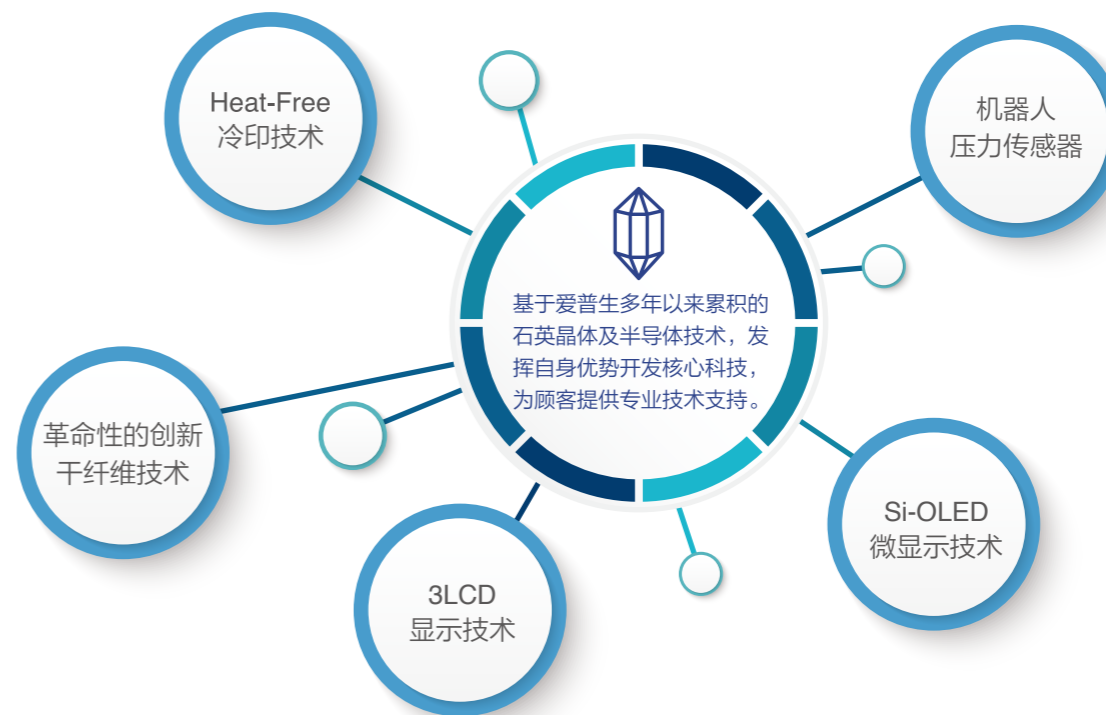 Heat-Free
冷印技术
机器人
压力传感器
基于爱普生多年以来累积的
石英晶体及半导体技术，发
挥自身优势开发核心科技，
为顾客提供专业技术支持。
革命性的创新
干纤维技术
Si-OLED
微显示技术
3LCD
显示技术